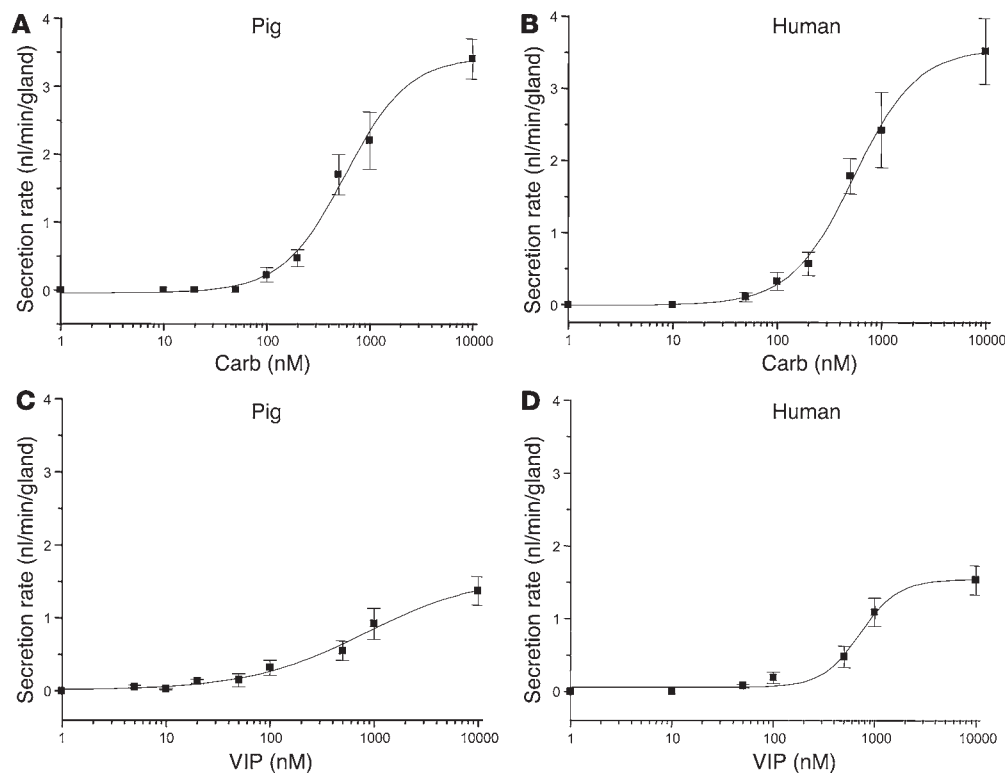 A
Pig
Secretion rate (nl/min/gland)
4
3
2
1
0
1
10
100
1000
10000
Carb (nM)
B
Human
Secretion rate (nl/min/gland)
4
3
2
1
0
1
10
100
1000
10000
Carb (nM)
C
Pig
Secretion rate (nl/min/gland)
4
3
2
1
0
1
10
100
1000
10000
VIP (nM)
D
Human
Secretion rate (nl/min/gland)
4
3
2
1
0
1
10
100
1000
10000
VIP (nM)